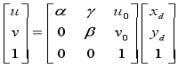 [u v 1] = [α γ u₀; 0 β v₀; 0 0 1] [x_d y_d 1]